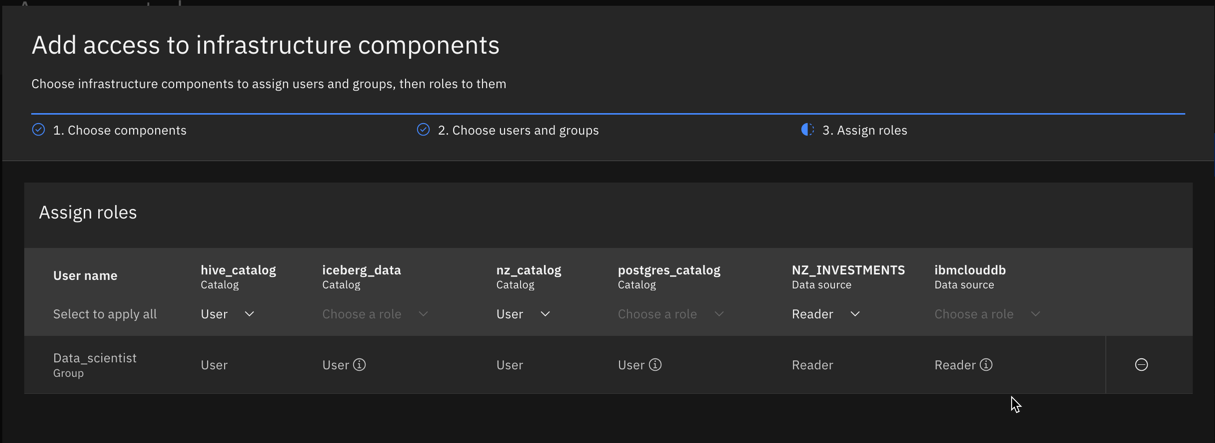 Add access to infrastructure components
Choose infrastructure components to assign users and groups, then roles to them
1. Choose components
2. Choose users and groups
3. Assign roles
Assign roles
User name hive_catalog iceberg_data nz_catalog postgres_catalog NZ_INVESTMENTS ibmclouddb
Catalog Catalog Catalog Catalog Data source Data source
Select to apply all User Choose a role User Choose a role Reader Choose a role
Data_scientist User User User User Reader Reader
Group